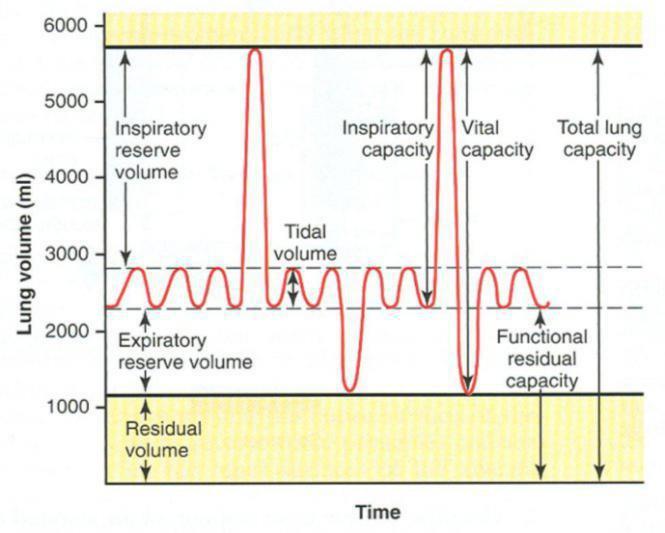 6000
5000
4000
3000
2000
1000
Lung volume (ml)
Inspiratory
reserve
volume
Inspiratory
capacity
Vital
capacity
Total lung
capacity
Tidal
volume
Expiratory
reserve volume
Functional
residual
capacity
Residual
volume
Time